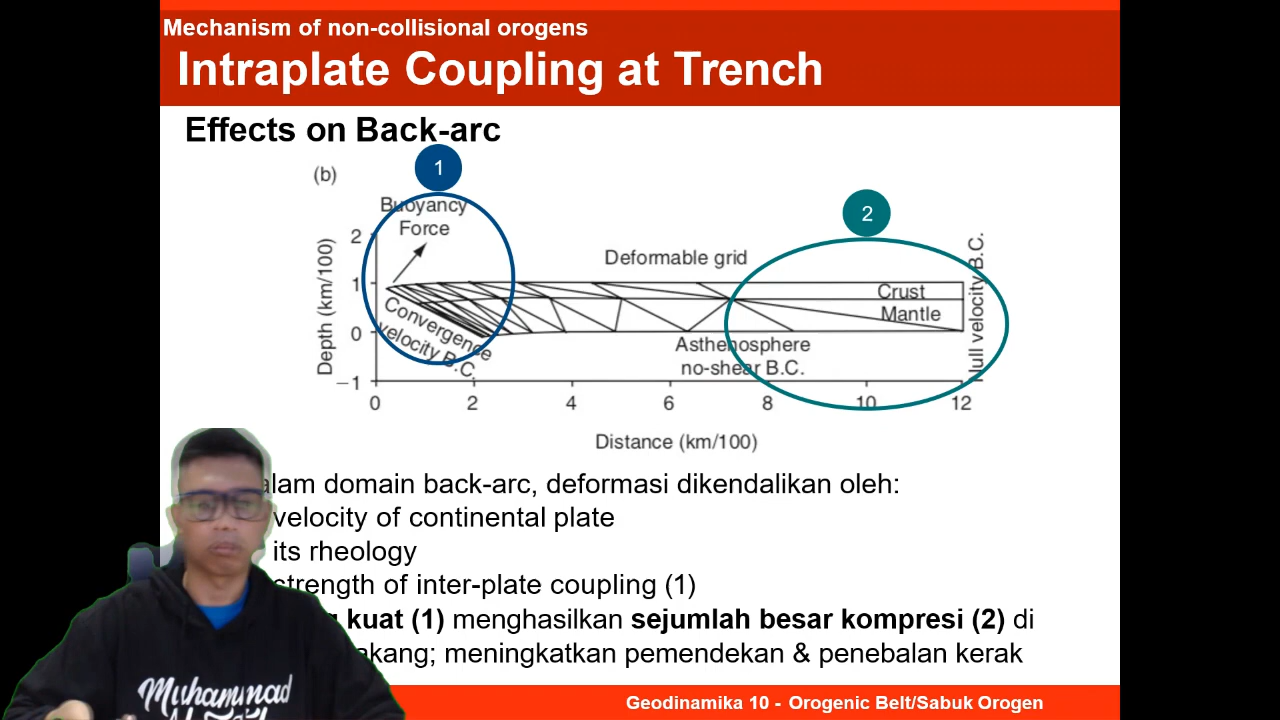 Mechanism of non-collisional orogens
Intraplate Coupling at Trench
Effects on Back-arc
1
(b)
Buoyancy
Force
2
Deformable grid
Depth (km/100)
2
1
0
−1
Convergence
velocity B.C.
Crust
Mantle
Asthenosphere
no-shear B.C.
Null velocity B.C.
0 2 4 6 8 10 12
Distance (km/100)
alam domain back-arc, deformasi dikendalikan oleh:
velocity of continental plate
its rheology
strength of inter-plate coupling (1)
kuat (1) menghasilkan sejumlah besar kompresi (2) di
akang; meningkatkan pemendekan & penebalan kerak
Muhammad
Geodinamika 10 - Orogenic Belt/Sabuk Orogen